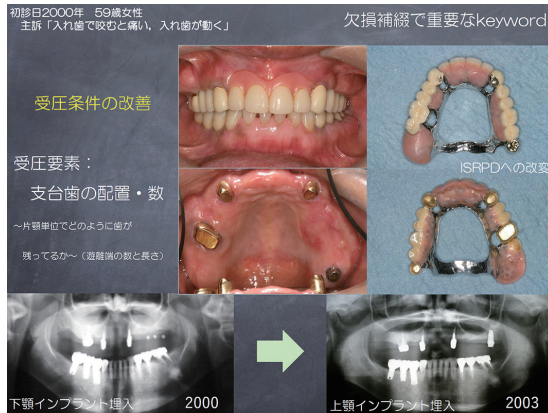 初診日2000年　59歳女性
主訴「入れ歯で咬むと痛い，入れ歯が動く」
欠損補綴で重要なkeyword
受圧条件の改善
受圧要素：
支台歯の配置・数
～片顎単位でどのように歯が
残ってるか～（遊離端の数と長さ）
ISRPDへの改変
下顎インプラント埋入
2000
上顎インプラント埋入
2003